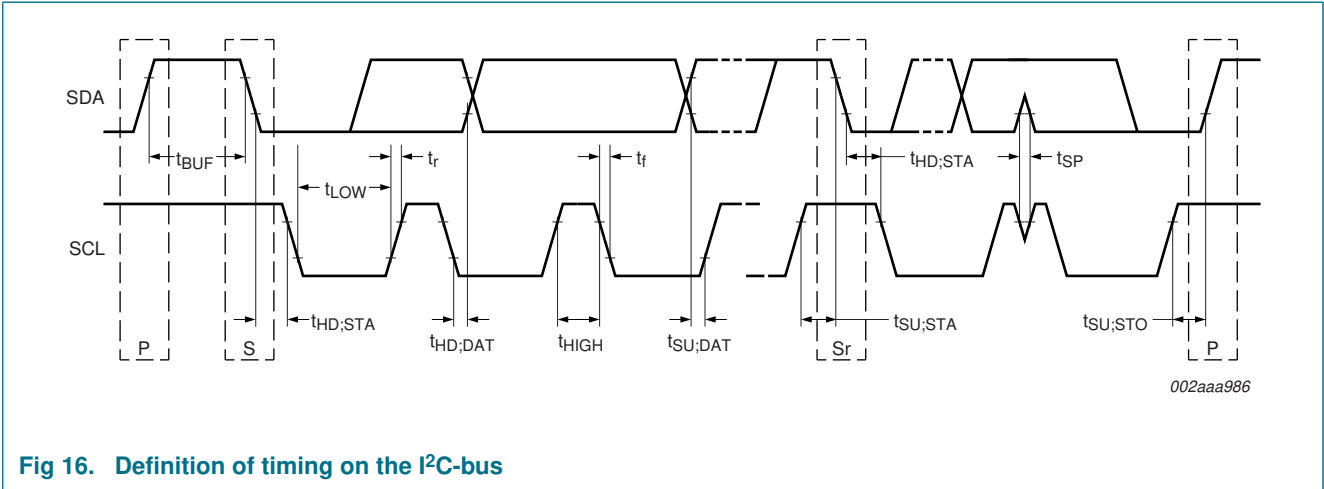 SDA
tBUF
tr
tf
tHD;STA
tSP
tLOW
SCL
tHD;STA
tHD;DAT
tHIGH
tSU;DAT
tSU;STA
tSU;STO
P
S
Sr
P
002aaa986
Fig 16. Definition of timing on the I²C-bus